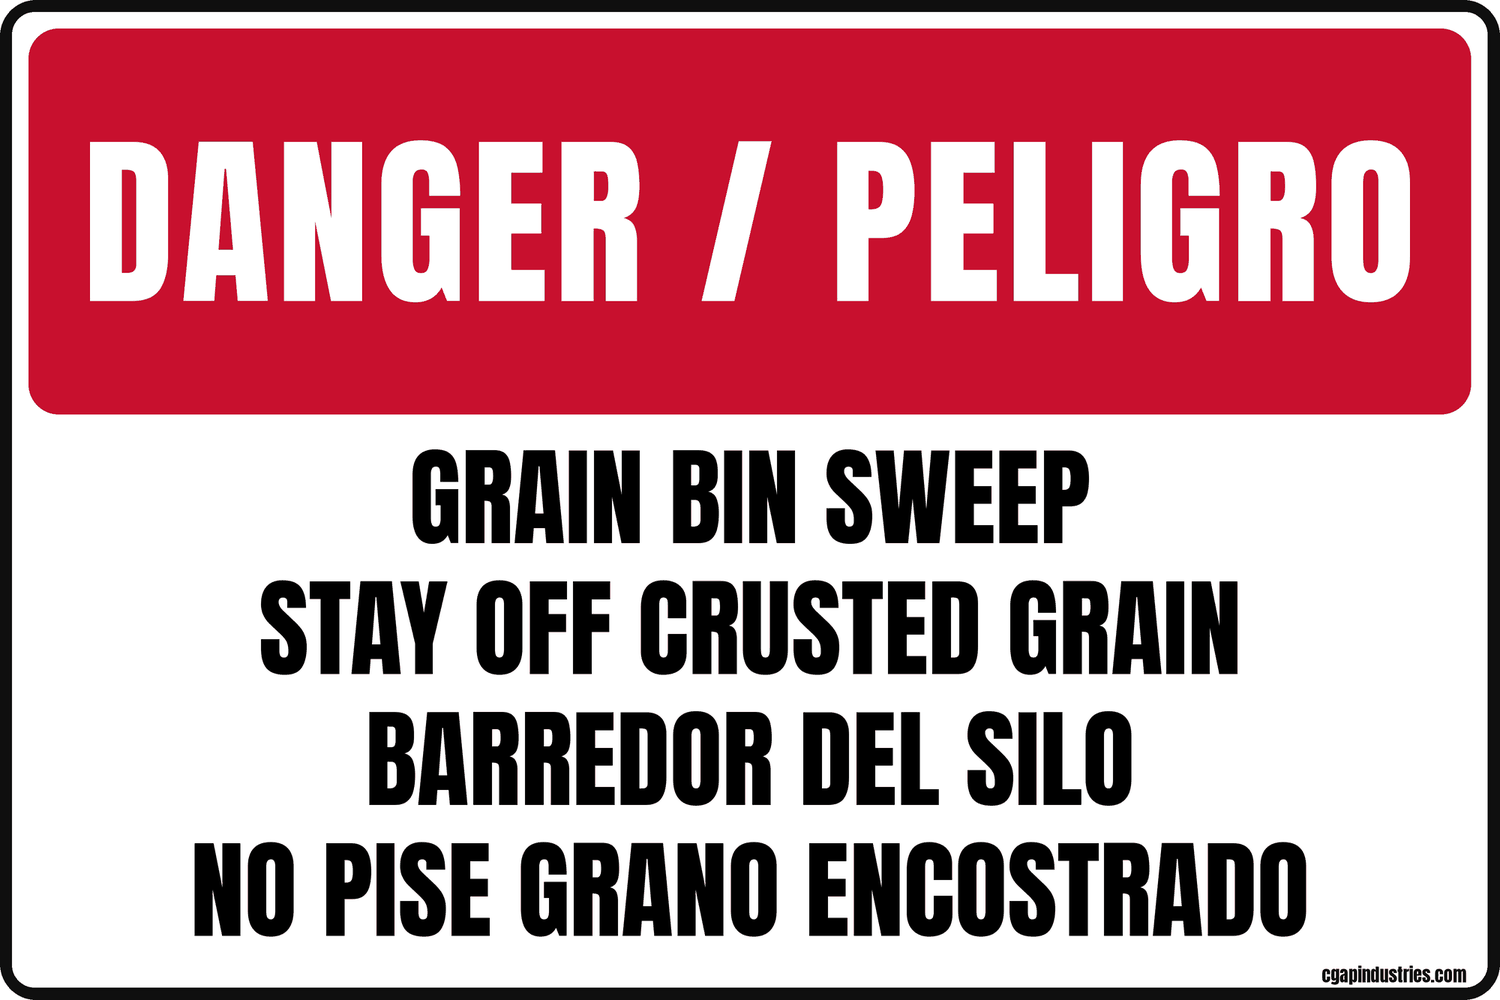 DANGER / PELIGRO
GRAIN BIN SWEEP
STAY OFF CRUSTED GRAIN
BARREDOR DEL SILO
NO PISE GRANO ENCOSTRADO
cgapindustries.com